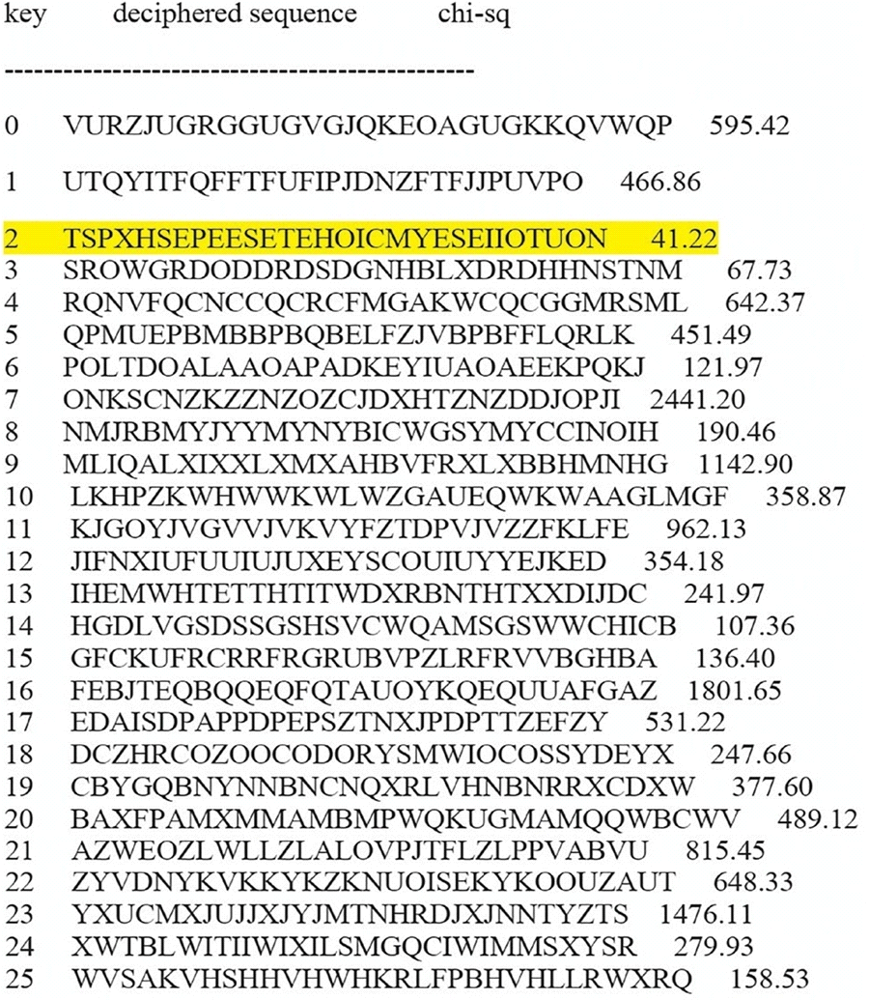 key deciphered sequence chi-sq
------------------------------------------------
0 VURZJUGRGGUGVGJQKEOAGUGKKQVWQP 595.42
1 UTQYITFQFFTFUFIPJDNZFTFJJPUVPO 466.86
2 TSPXHSEPEESETEHOICMYESEIIOTUON 41.22
3 SROWGRDODDRDSDGNHBLXDRDHHNSTNM 67.73
4 RQNVFQCNCCQCRCFMGAKWCQCGGMRSML 642.37
5 QPMUEPBMBBPBQBELFZJVBPBFFLQRLK 451.49
6 POLTDOALAAOAPADKEYIUAOAEEKPQKJ 121.97
7 ONKSCNZKZZNZOZCJDXHTZNZDDJOPJI 2441.20
8 NMJRBMYJYYMYNYBICWGSYMYCCINOIH 190.46
9 MLIQALXIXXLXMXAHBVFRXLXBBHMNHG 1142.90
10 LKHPZKWHWWKWLWZGAUEQWKWAAGLMGF 358.87
11 KJGOYJVGVVJVKVYFZTDPVJVZZFKLFE 962.13
12 JIFNXIUFUUIUJUXEYSCOUIUYYEJKED 354.18
13 IHEMWHTETTHTITWDXRBNTHTXXDIJDC 241.97
14 HGDLVGSDSSGSHSVCWQAMSGSWWCHICB 107.36
15 GFCKUFRCRRFRGRUBVPZLRFRVVBGHBA 136.40
16 FEBJTEQBQQEQFQTAUOYKQEQUUAFGAZ 1801.65
17 EDAISDPAPPDPEPSZTNXJPDPTTZEFZY 531.22
18 DCZHRCOZOOCODORYSMWIOCOSSYDEYX 247.66
19 CBYGQBNYNNBNCNQXRLVHNBNRRXCDXW 377.60
20 BAXFPAMXMMAMBMPWQKUGMAMQQWBCWV 489.12
21 AZWEOZLWLLZLALOVPJTFLZLPPVABVU 815.45
22 ZYVDNYKVKKYKZKNUOISEKYKOOUZAUT 648.33
23 YXUCMXJUJJXJYJMTNHRDJXJNNTYZTS 1476.11
24 XWTBLWITIIWIXILSMGQCIWIMMSXYSR 279.93
25 WVSAKVHSHHVHWHKRLFPBHVHLLRWXRQ 158.53